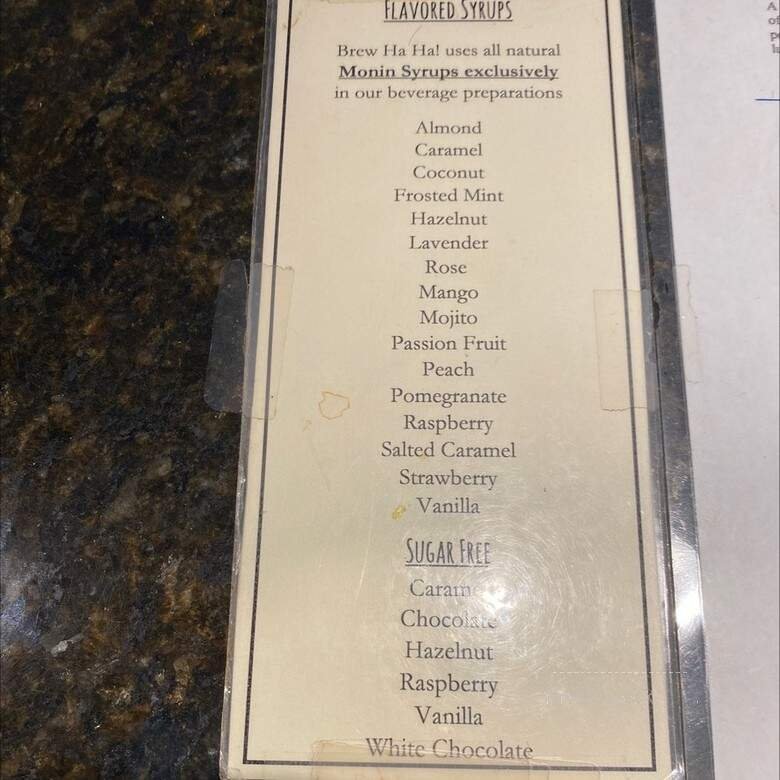 FLAVORED SYRUPS
Brew Ha Ha! uses all natural
Monin Syrups exclusively
in our beverage preparations
Almond
Caramel
Coconut
Frosted Mint
Hazelnut
Lavender
Rose
Mango
Mojito
Passion Fruit
Peach
Pomegranate
Raspberry
Salted Caramel
Strawberry
Vanilla
SUGAR FREE
Caramel
Chocolate
Hazelnut
Raspberry
Vanilla
White Chocolate